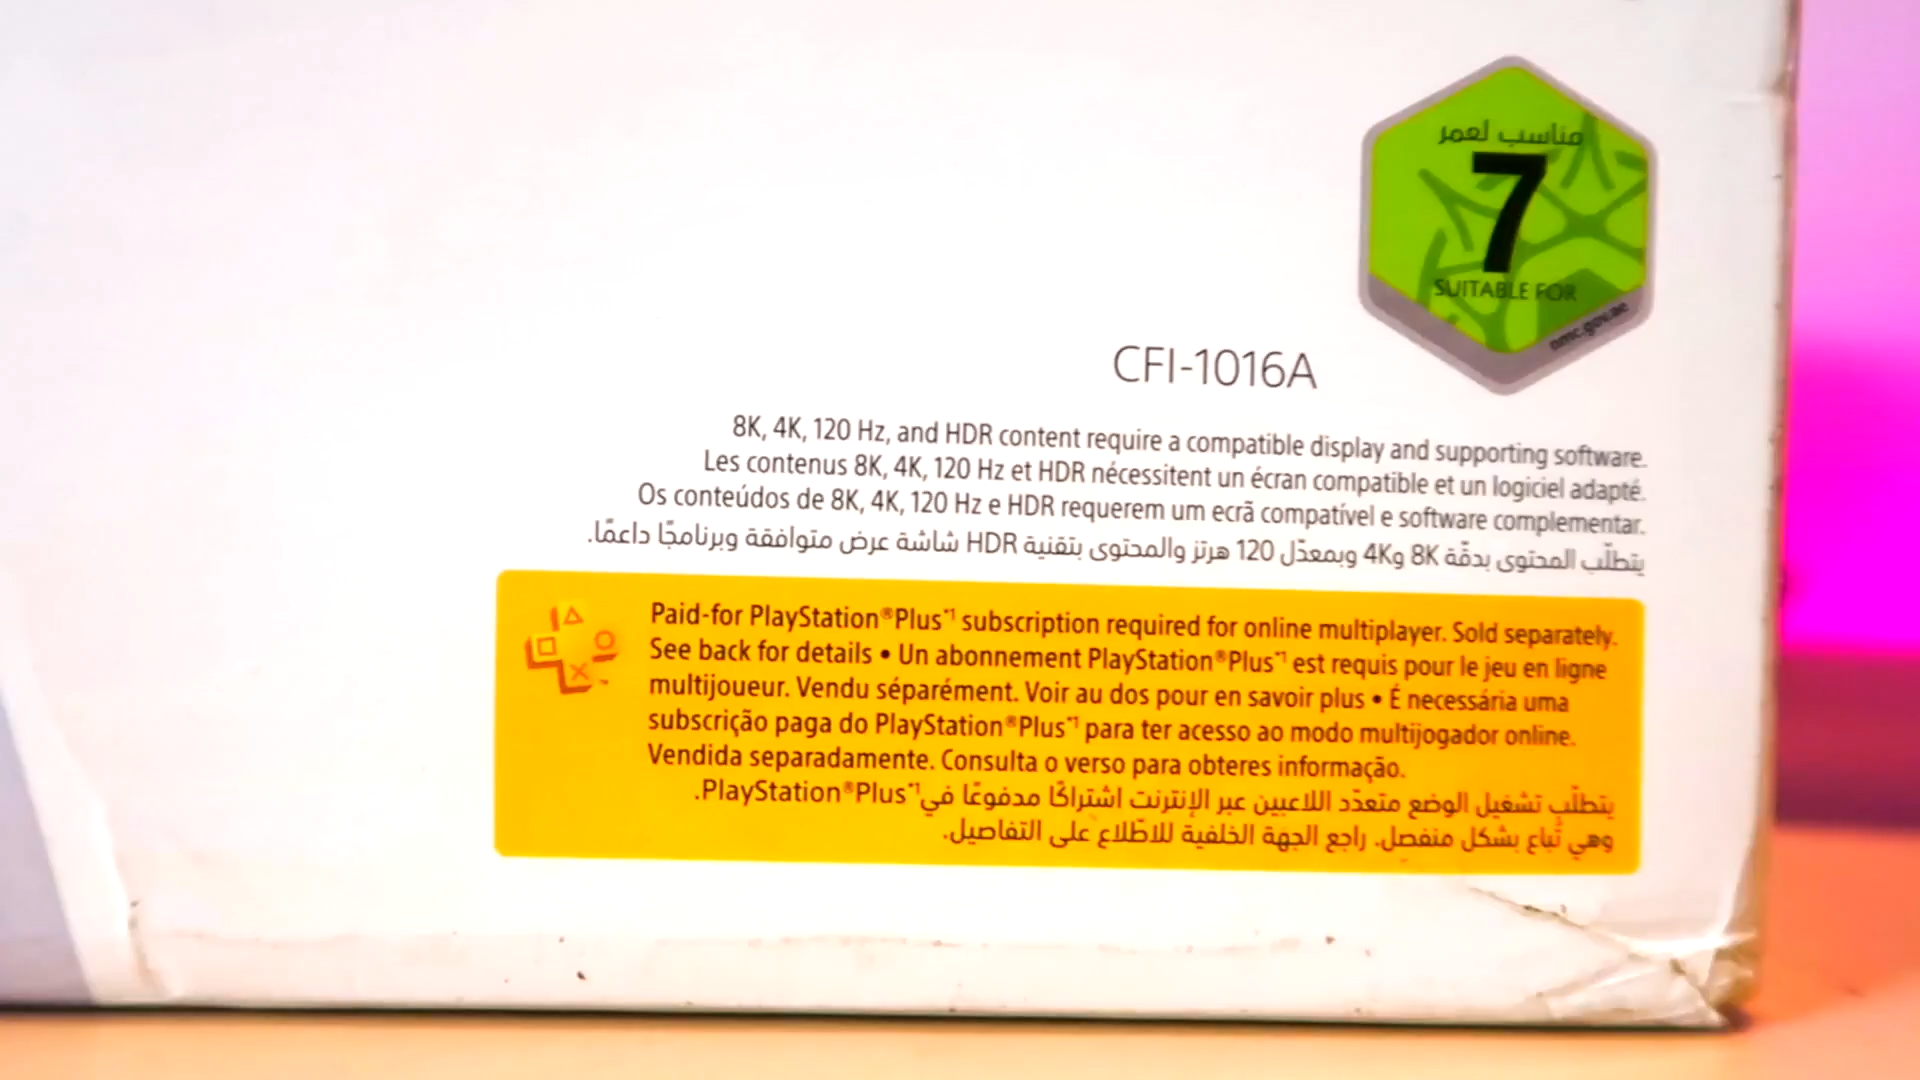 مناسب لعمر
7
SUITABLE FOR
nmc.gov.ae
CFI-1016A
8K, 4K, 120 Hz, and HDR content require a compatible display and supporting software.
Les contenus 8K, 4K, 120 Hz et HDR nécessitent un écran compatible et un logiciel adapté.
Os conteúdos de 8K, 4K, 120 Hz e HDR requerem um ecrã compatível e software complementar.
يتطلّب المحتوى بدقّة 8K و4K وبمعدّل 120 هرتز والمحتوى بتقنية HDR شاشة عرض متوافقة وبرنامجًا داعمًا.
Paid-for PlayStation®Plus*1 subscription required for online multiplayer. Sold separately.
See back for details • Un abonnement PlayStation®Plus*1 est requis pour le jeu en ligne
multijoueur. Vendu séparément. Voir au dos pour en savoir plus • É necessária uma
subscrição paga do PlayStation®Plus*1 para ter acesso ao modo multijogador online.
Vendida separadamente. Consulta o verso para obteres informação.
يتطلّب تشغيل الوضع متعدّد اللاعبين عبر الإنترنت اشتراكًا مدفوعًا في PlayStation®Plus*1.
وهي تُباع بشكل منفصل. راجع الجهة الخلفية للاطّلاع على التفاصيل.